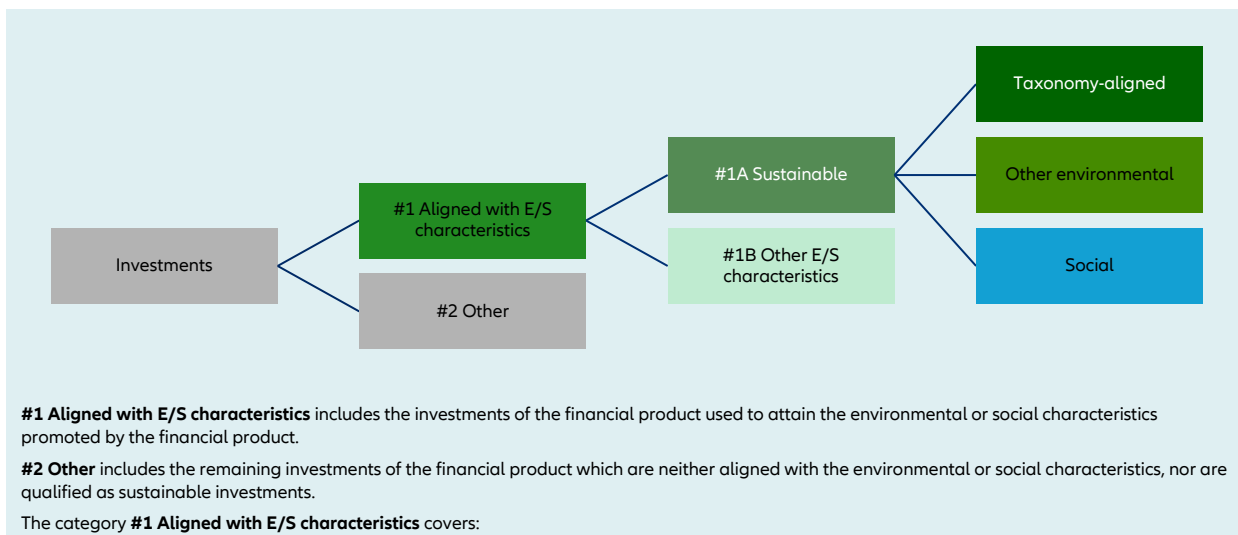 Taxonomy-aligned
#1A Sustainable
Other environmental
#1 Aligned with E/S
characteristics
Investments
#1B Other E/S
characteristics
Social
#2 Other
#1 Aligned with E/S characteristics includes the investments of the financial product used to attain the environmental or social characteristics
promoted by the financial product.
#2 Other includes the remaining investments of the financial product which are neither aligned with the environmental or social characteristics, nor are
qualified as sustainable investments.
The category #1 Aligned with E/S characteristics covers: